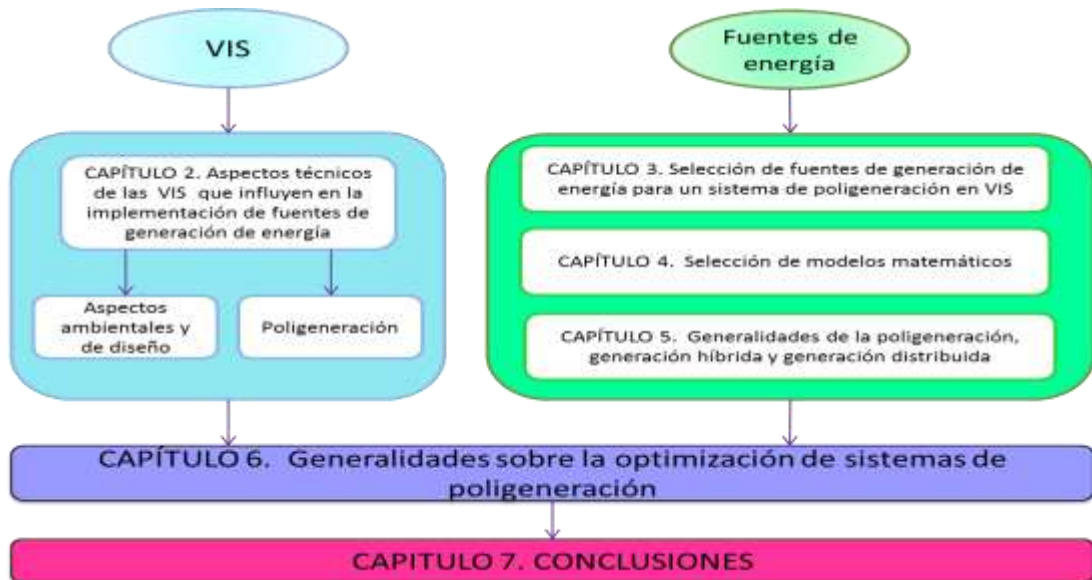 VIS
Fuentes de
energía
CAPÍTULO 2. Aspectos técnicos
de las VIS que influyen en la
implementación de fuentes de
generación de energía
Aspectos
ambientales y
de diseño
Poligeneración
CAPÍTULO 3. Selección de fuentes de generación de
energía para un sistema de poligeneración en VIS
CAPÍTULO 4. Selección de modelos matemáticos
CAPÍTULO 5. Generalidades de la poligeneración,
generación híbrida y generación distribuida
CAPÍTULO 6. Generalidades sobre la optimización de sistemas de
poligeneración
CAPITULO 7. CONCLUSIONES